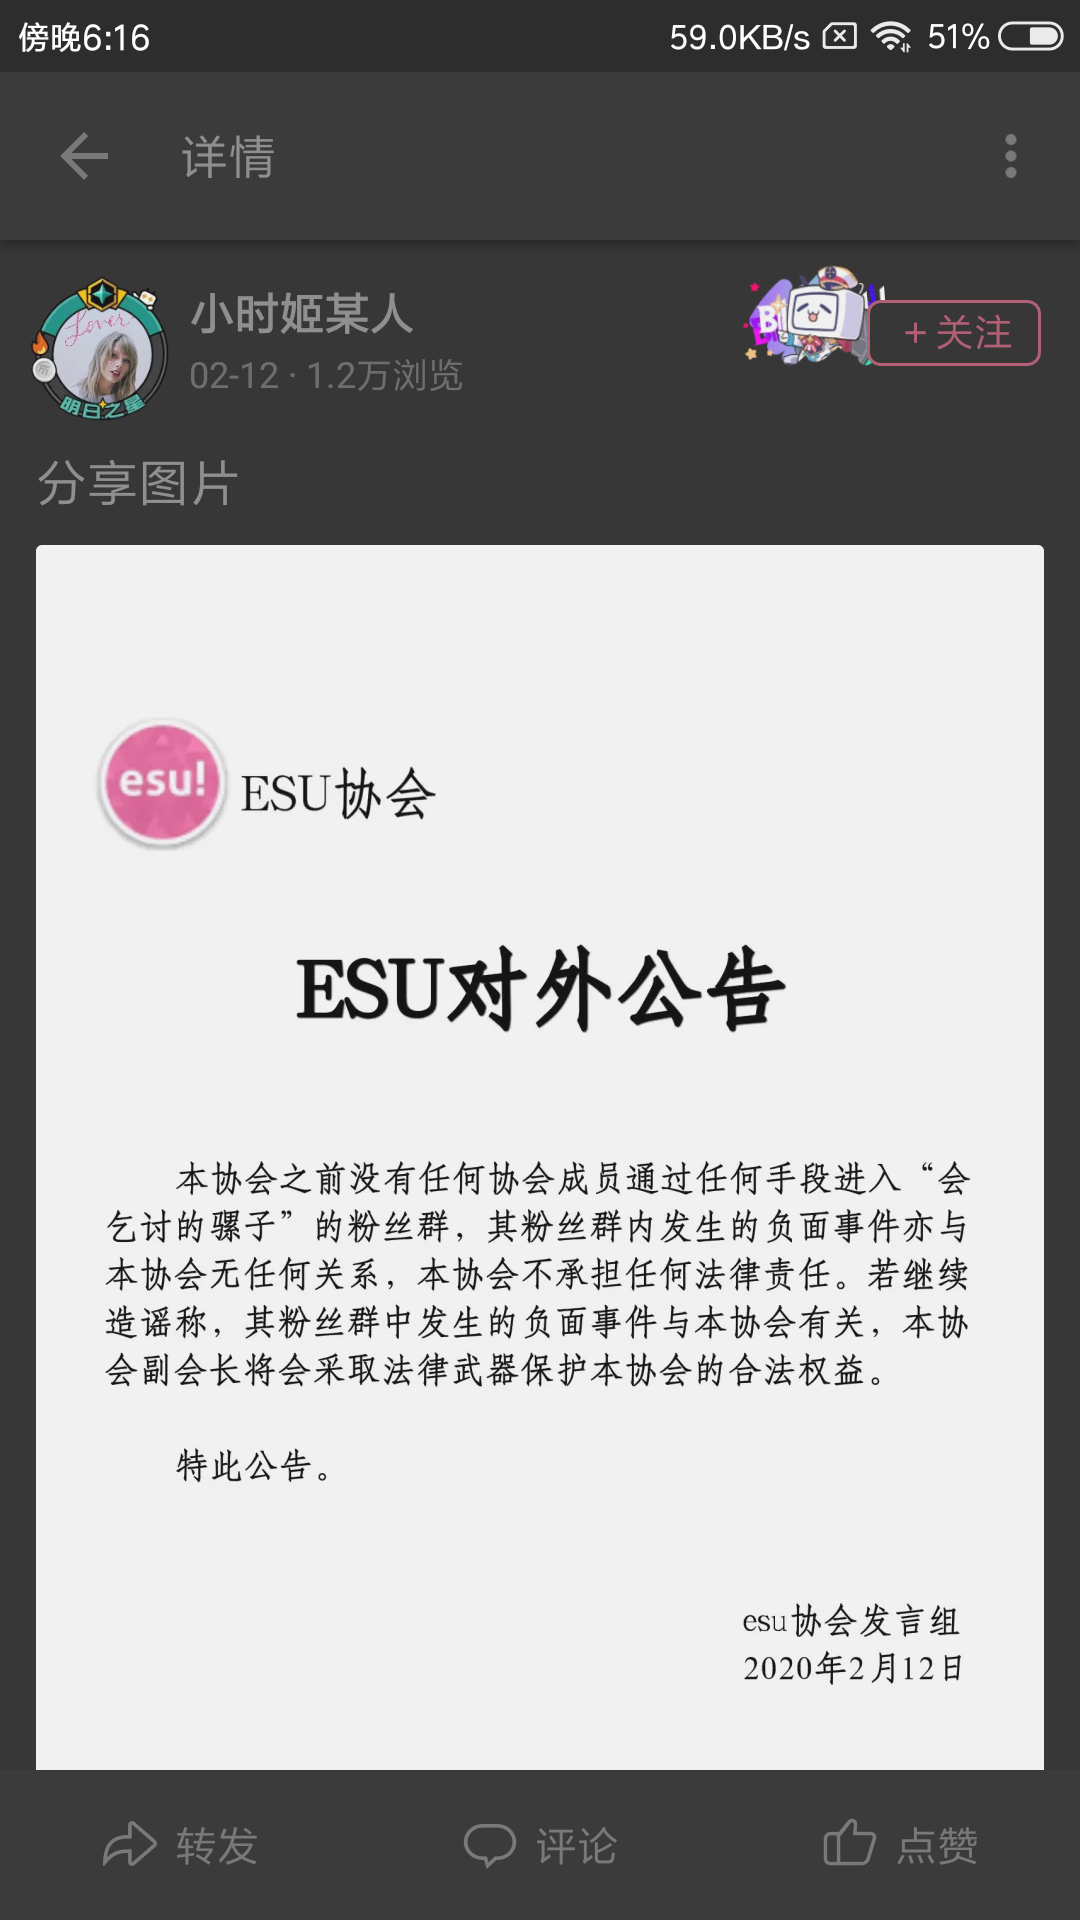 傍晚6:16 59.0KB/s 51%
详情
小时姬某人
02-12 · 1.2万浏览
+ 关注
Lover
明日之星
分享图片
esu! ESU协会
ESU对外公告
本协会之前没有任何协会成员通过任何手段进入“会
乞讨的骡子”的粉丝群，其粉丝群内发生的负面事件亦与
本协会无任何关系，本协会不承担任何法律责任。若继续
造谣称，其粉丝群中发生的负面事件与本协会有关，本协
会副会长将会采取法律武器保护本协会的合法权益。
特此公告。
esu协会发言组
2020年2月12日
转发 评论 点赞